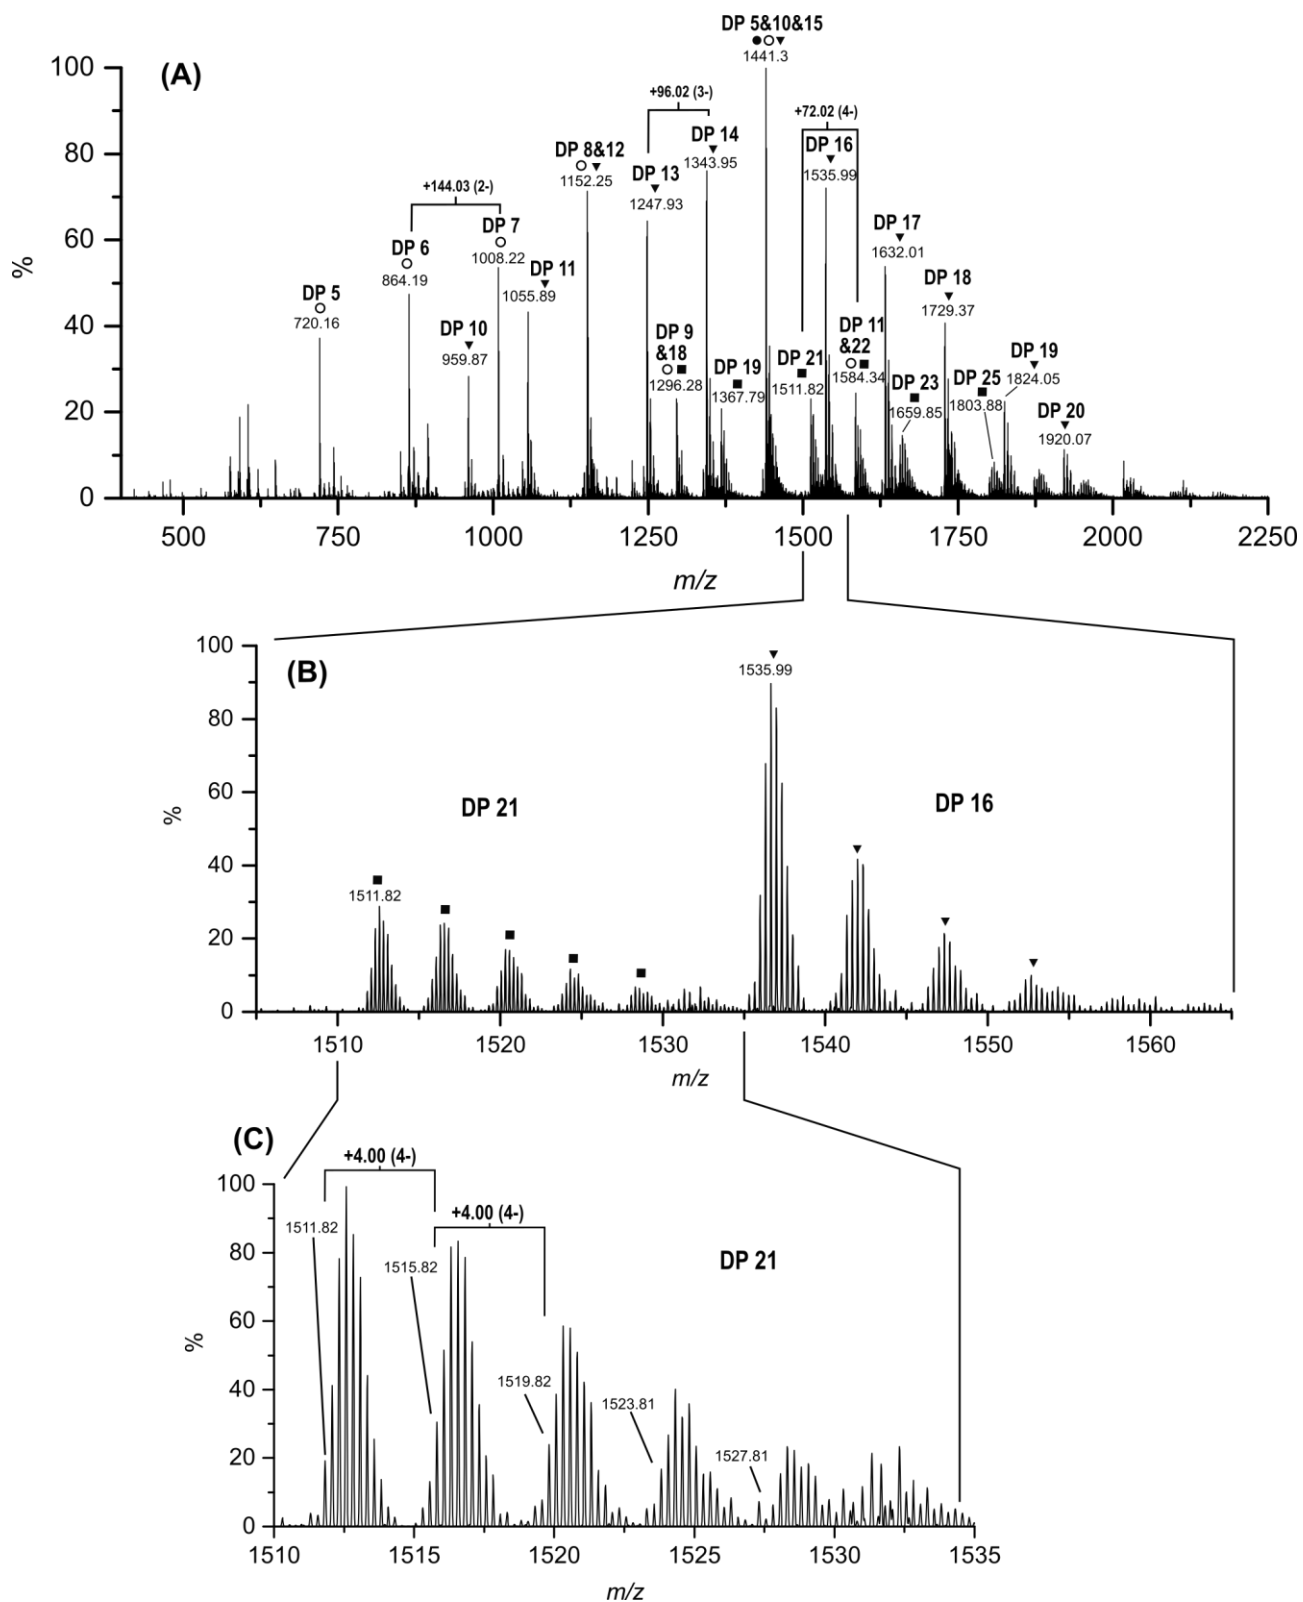 DP 5&10&15
1441.3
(A)
+96.02 (3-)
+72.02 (4-)
DP 14
1343.95
DP 8&12
1152.25
DP 13
1247.93
DP 16
1535.99
+144.03 (2-)
DP 7
1008.22
DP 6
864.19
DP 17
1632.01
DP 11
1055.89
DP 18
1729.37
DP 5
720.16
DP 10
959.87
DP 9
&18
1296.28
DP 19
1367.79
DP 21
1511.82
DP 11
&22
1584.34
DP 23
1659.85
DP 25
1803.88
DP 19
1824.05
DP 20
1920.07
100
80
60
40
20
0
%
500
750
1000
1250
1500
1750
2000
2250
m/z
(B)
1535.99
DP 21
DP 16
1511.82
100
80
60
40
20
0
%
1510
1520
1530
1540
1550
1560
m/z
(C)
+4.00 (4-)
+4.00 (4-)
1511.82
1515.82
DP 21
1519.82
1523.81
1527.81
100
80
60
40
20
0
%
1510
1515
1520
1525
1530
1535
m/z